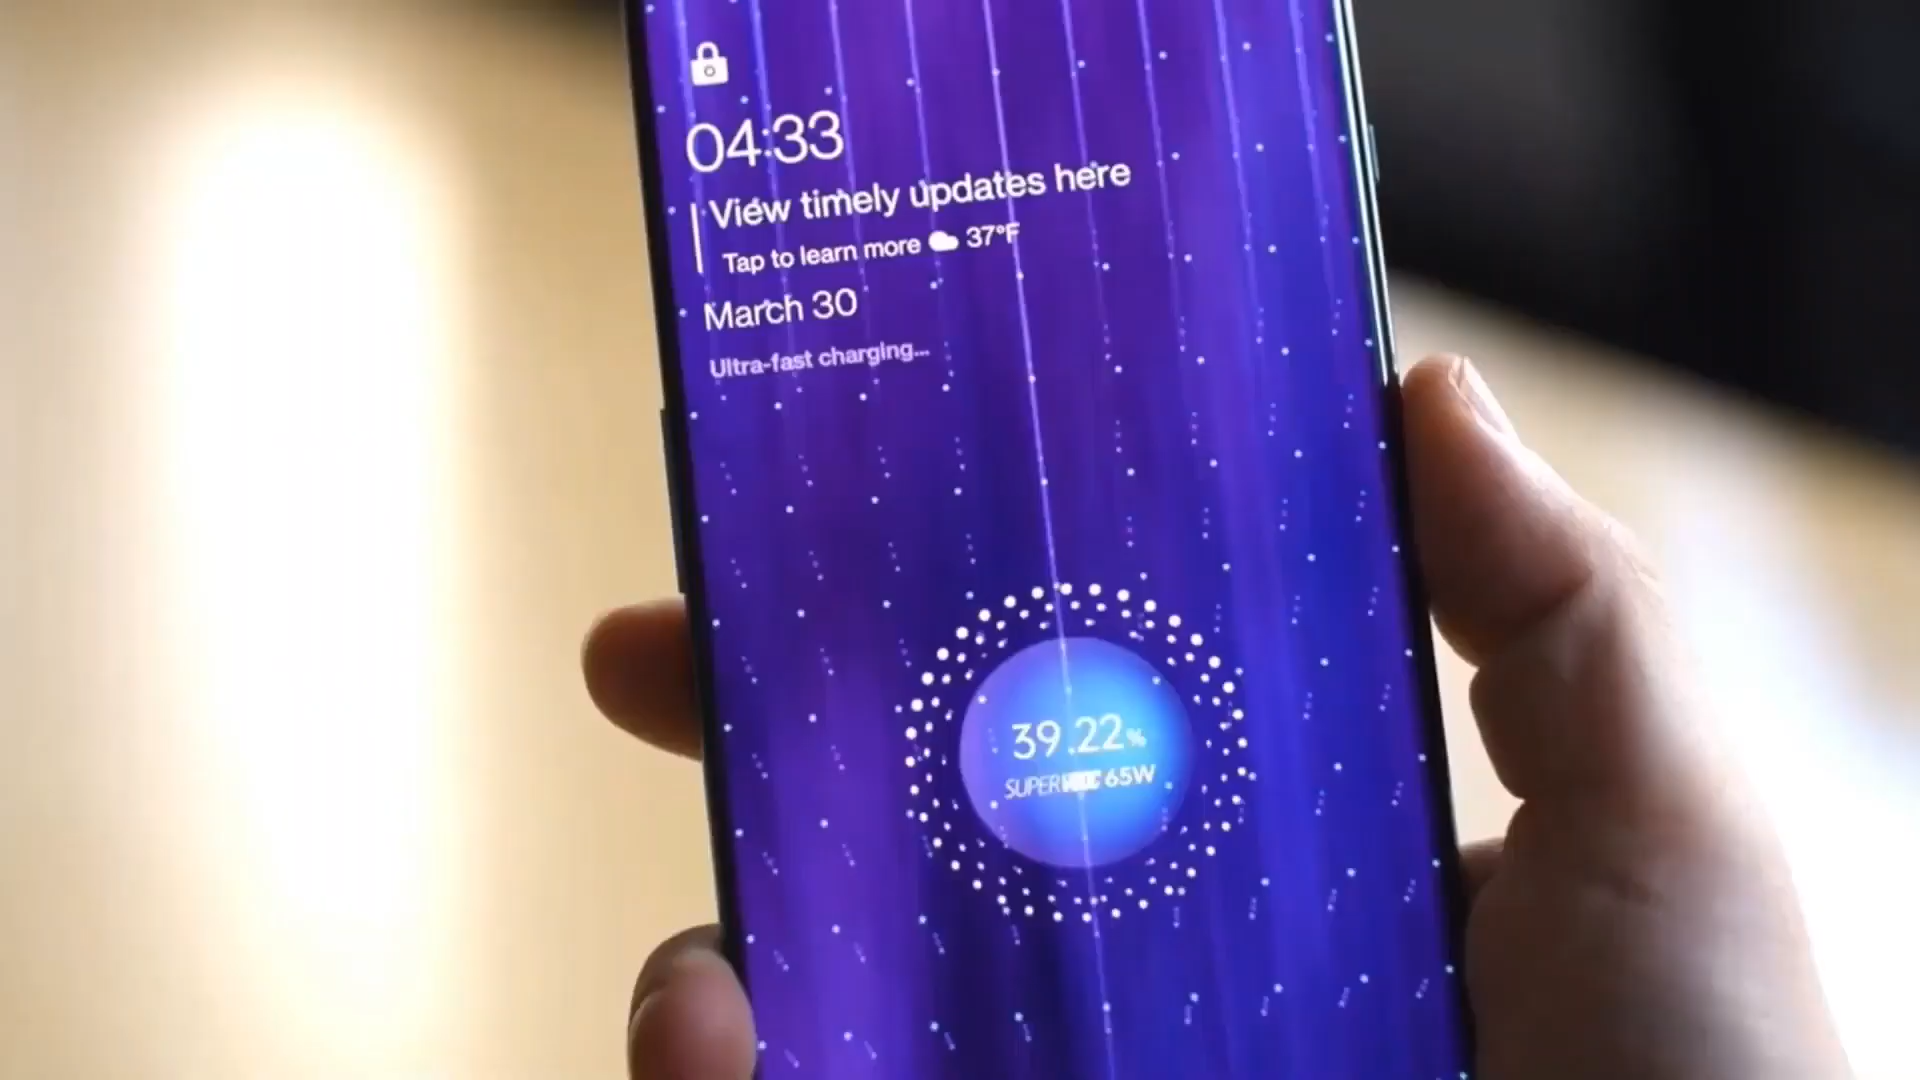 04:33
View timely updates here
Tap to learn more 37°F
March 30
Ultra-fast charging...
39.22%
SUPERVOOC 65W